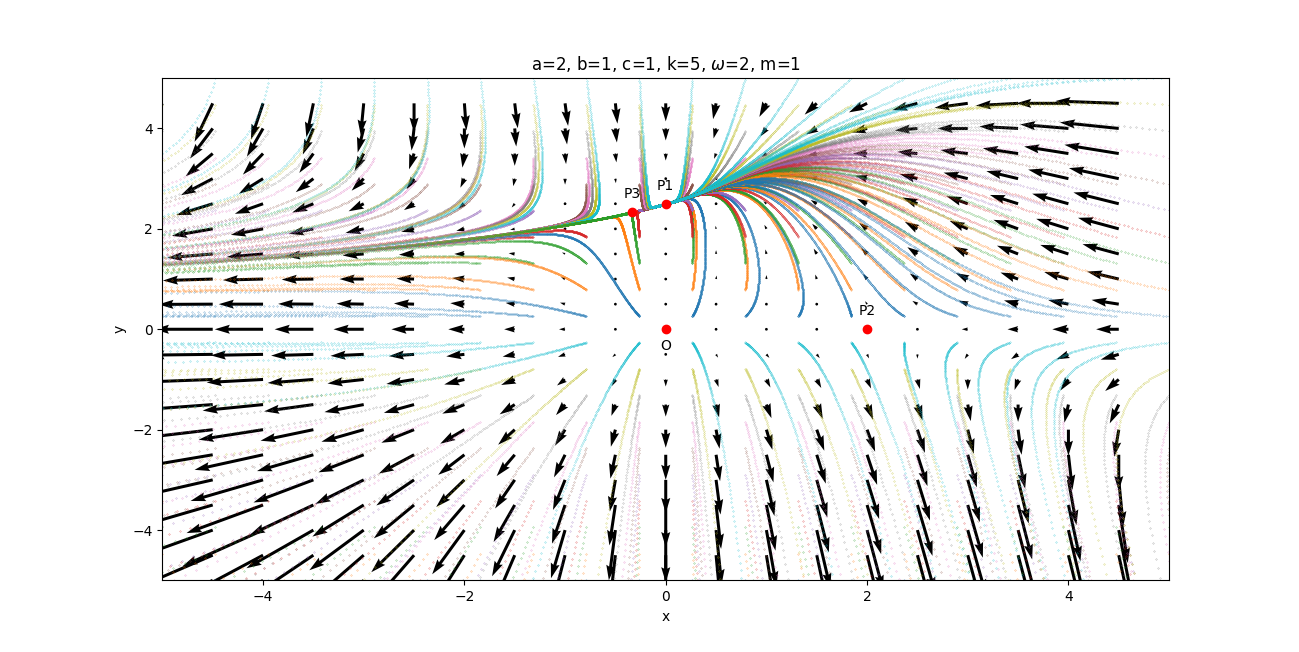 a=2, b=1, c=1, k=5, ω=2, m=1
4
2
0
−2
−4
y
P3
P1
P2
O
−4
−2
0
2
4
x